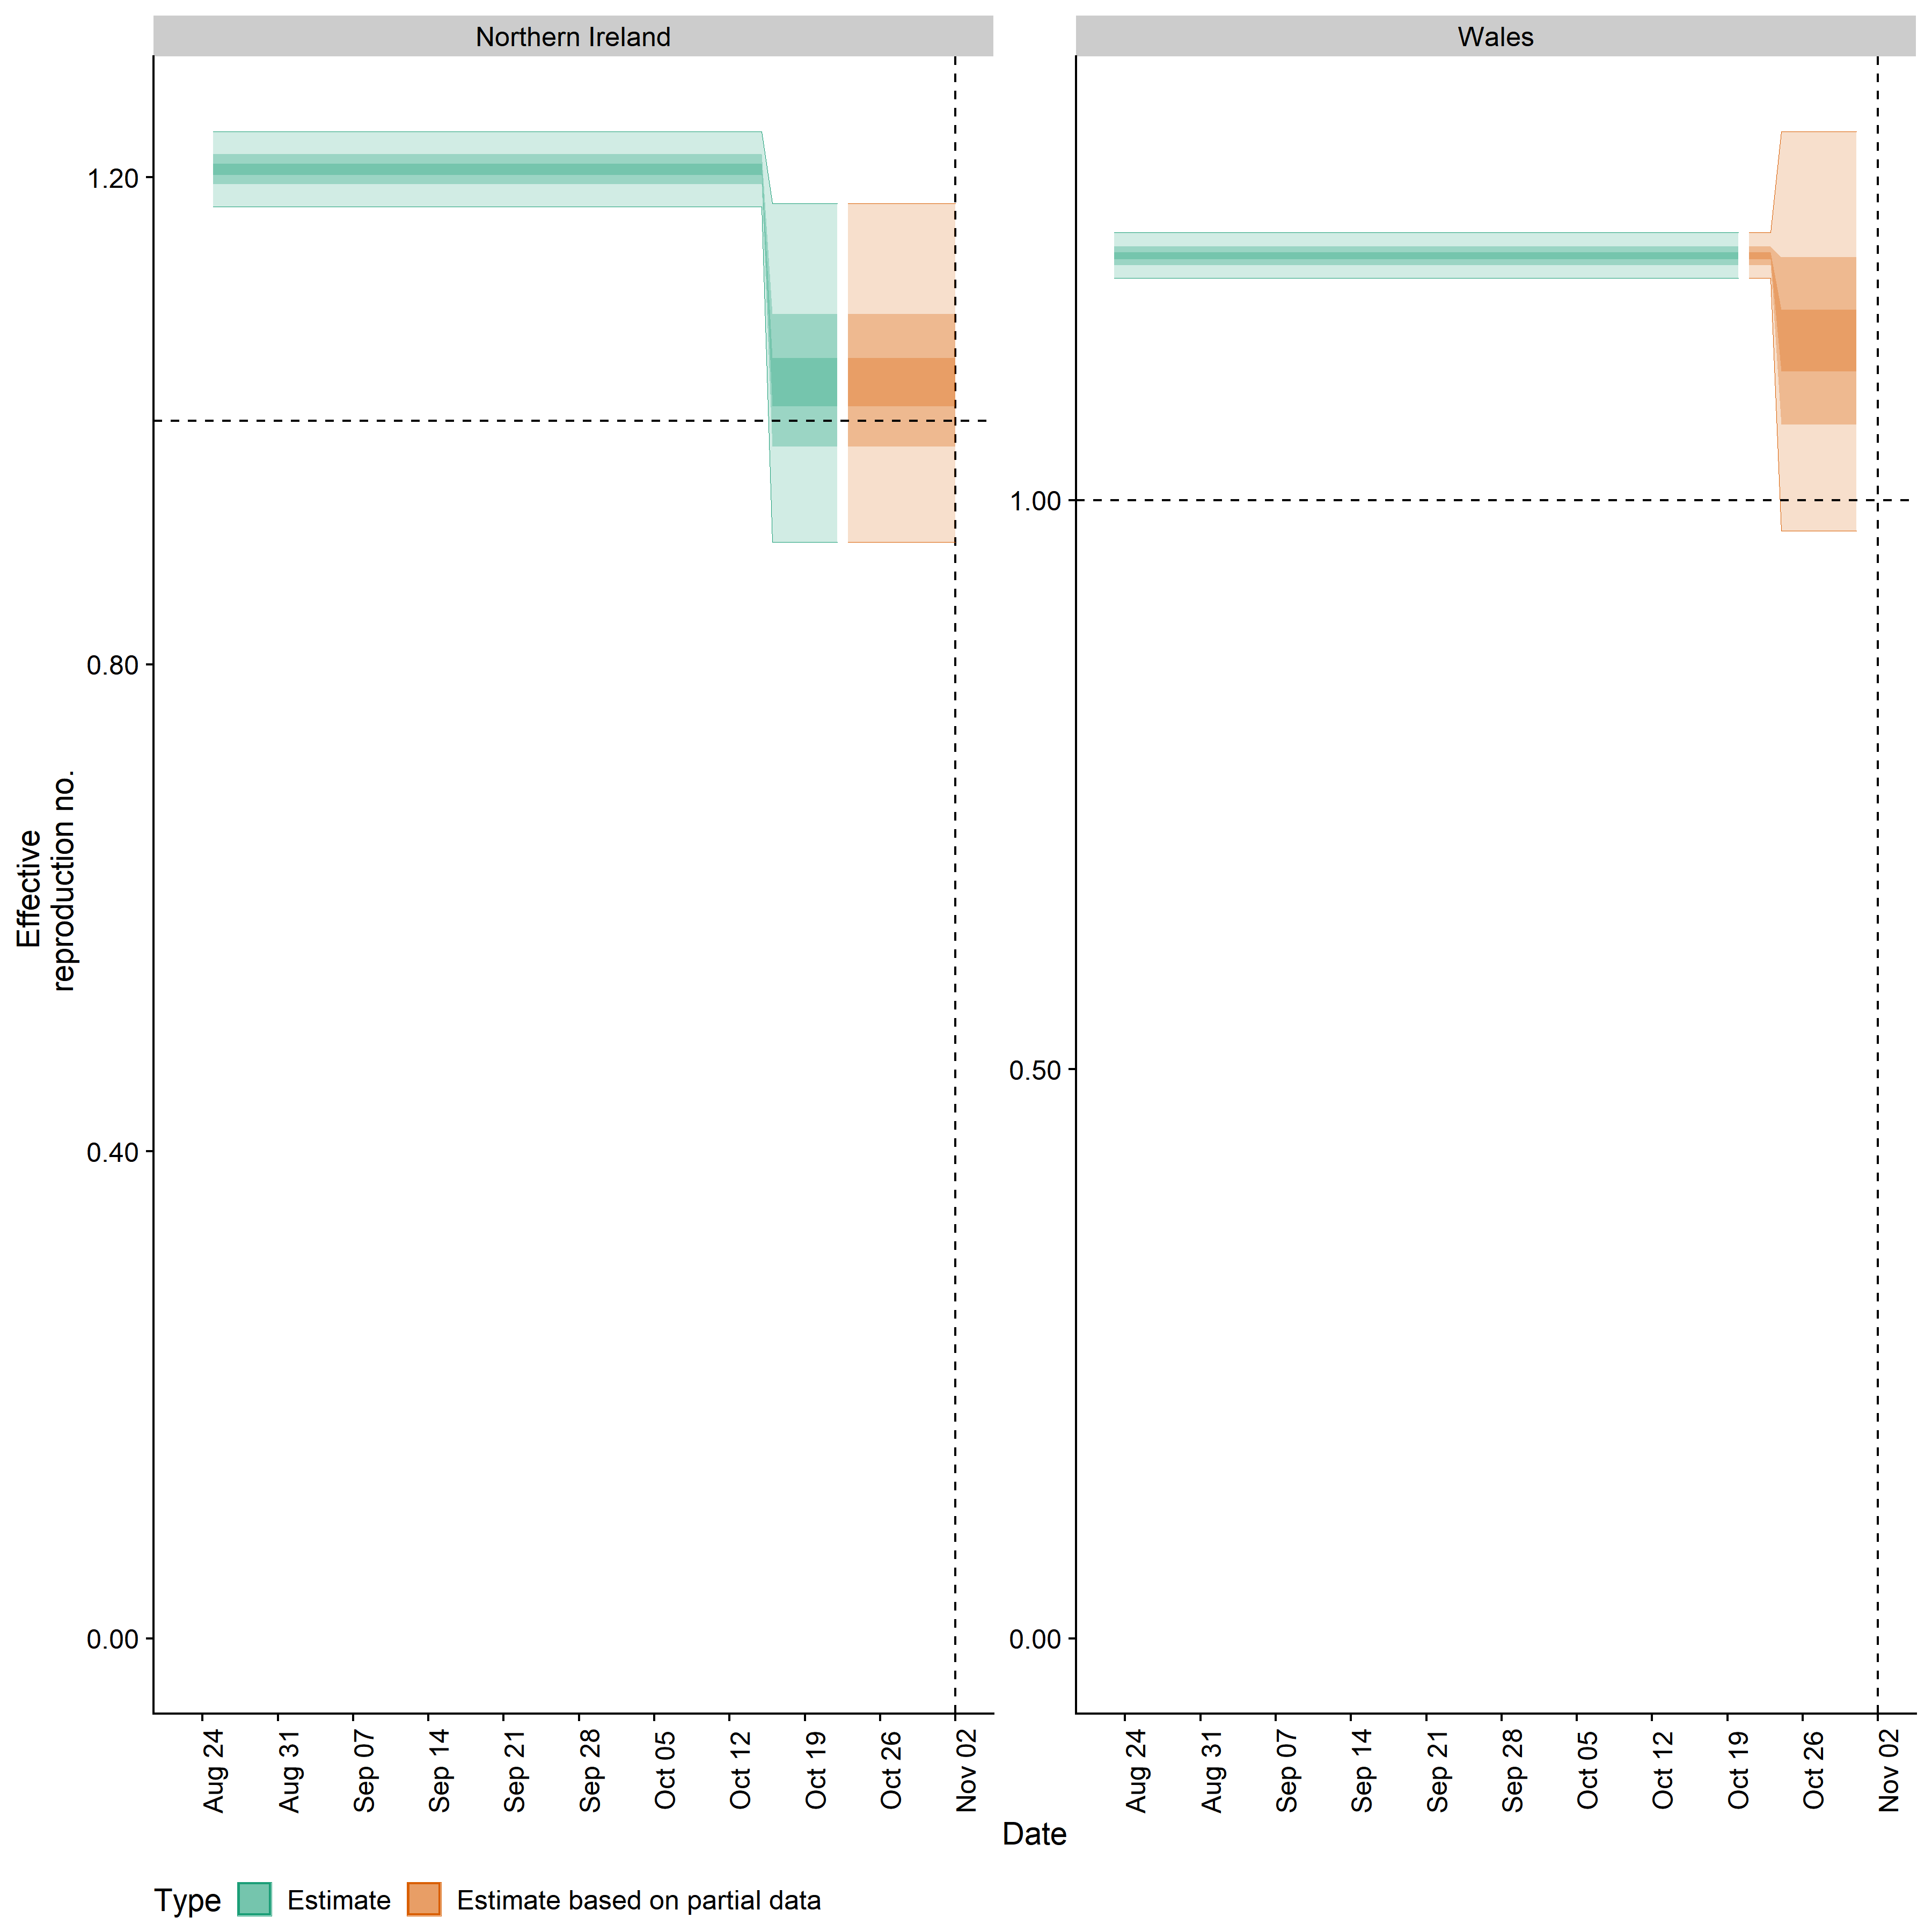 Northern Ireland
Wales
Effective
reproduction no.
1.20
0.80
0.40
0.00
1.00
0.50
0.00
Aug 24
Aug 31
Sep 07
Sep 14
Sep 21
Sep 28
Oct 05
Oct 12
Oct 19
Oct 26
Nov 02
Aug 24
Aug 31
Sep 07
Sep 14
Sep 21
Sep 28
Oct 05
Oct 12
Oct 19
Oct 26
Nov 02
Date
Type Estimate Estimate based on partial data